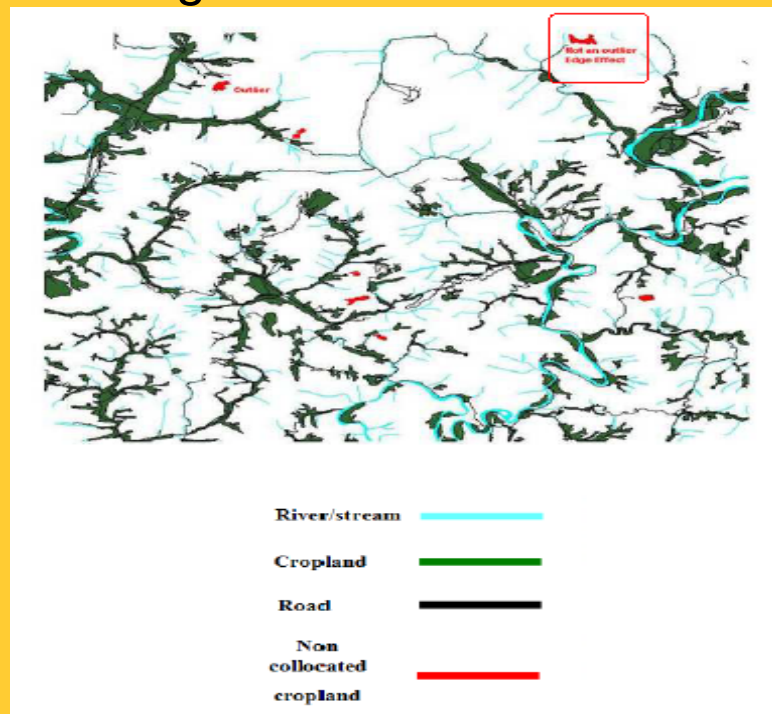 Not an outlier
Edge Effect
Outlier
River/stream
Cropland
Road
Non
collocated
cropland